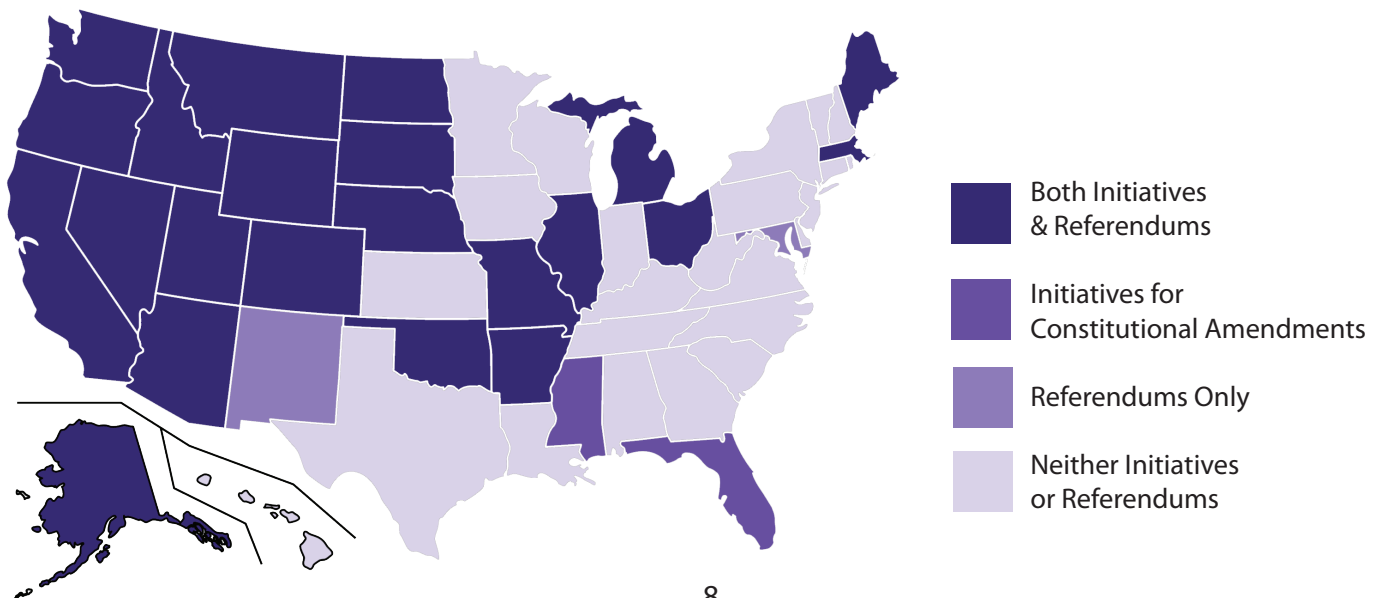 Both Initiatives
& Referendums
Initiatives for
Constitutional Amendments
Referendums Only
Neither Initiatives
or Referendums
8